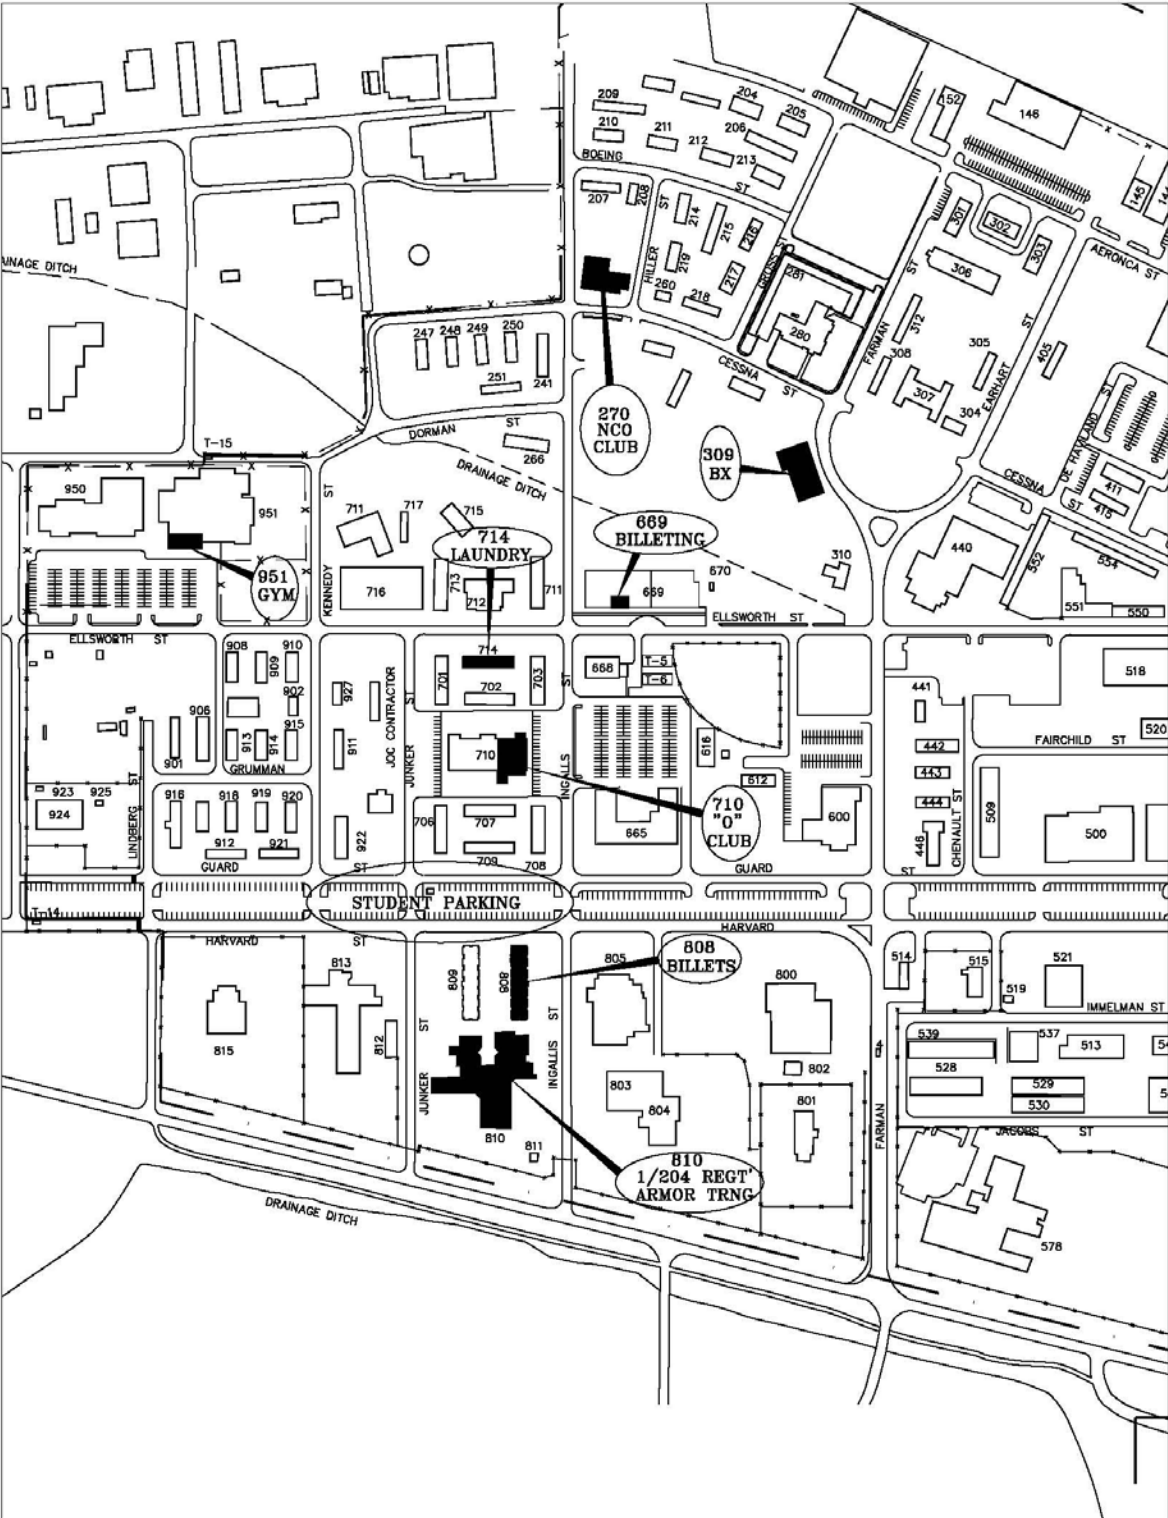 209
204
205
210
211
206
212
213
152
146
BOEING
ST
207
208
ST
214
215
216
145
HILLER
219
217
260
218
GROSS ST
281
280
301
302
303
306
AERONCA ST
ST
ST
312
FARMAN
308
305
307
304
EARHART
405
DRAINAGE DITCH
247
248
249
250
251
241
DORMAN
ST
266
DRAINAGE DITCH
CESSNA
ST
270
NCO
CLUB
309
BX
DE HAVILAND
ST
CESSNA
ST
411
415
T-15
950
951
951
GYM
ST
KENNEDY
711
717
715
714
LAUNDRY
716
713
712
711
669
BILLETING
669
670
310
440
552
534
551
550
ELLSWORTH ST
ELLSWORTH ST
908
909
910
902
906
901
913
914
915
GRUMMAN
927
911
JOC CONTRACTOR
ST
JUNKER
701
714
702
703
ST
668
T-5
T-6
710
INGALLS
616
612
441
442
443
444
446
CHENAULT ST
518
520
FAIRCHILD ST
509
500
ST
923
925
924
LINDBERG
916
918
919
920
912
921
922
GUARD
ST
706
707
709
708
665
710
"O"
CLUB
600
GUARD
ST
STUDENT PARKING
T-14
HARVARD
ST
HARVARD
813
815
812
809
808
808
BILLETS
805
800
514
515
519
521
IMMELMAN ST
ST
JUNKER
ST
INGALLIS
810
811
803
804
802
801
810
1/204 REGT'
ARMOR TRNG
4
FARMAN
539
537
513
528
529
530
JACOBS ST
578
DRAINAGE DITCH